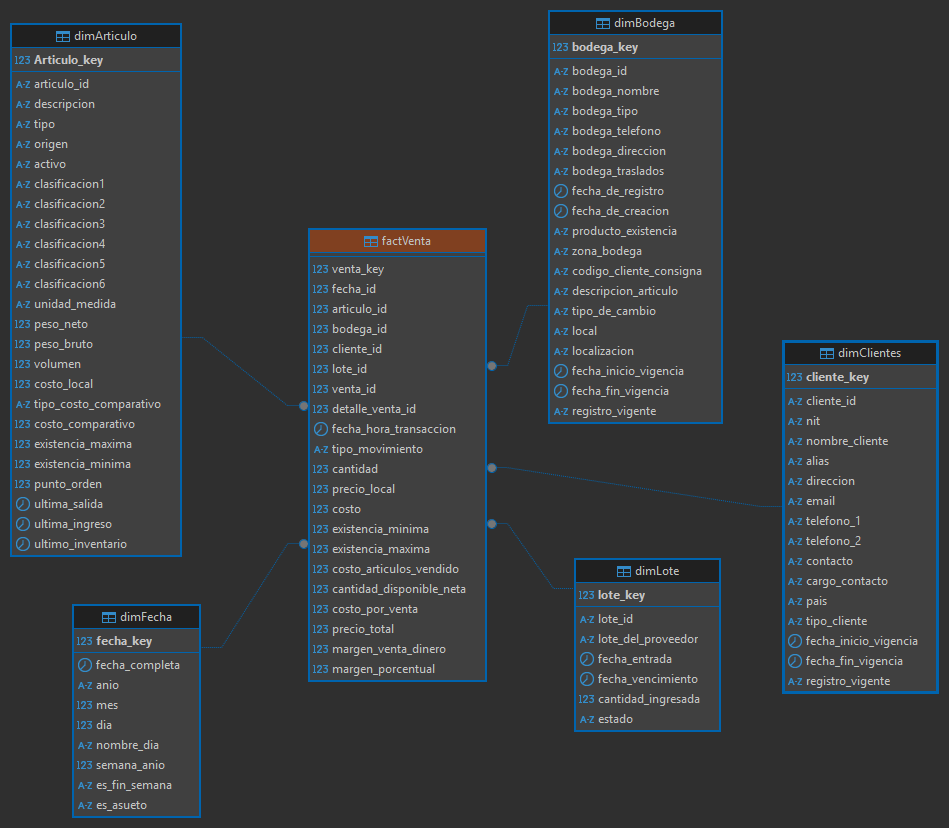 dimArticulo
123 Articulo_key
A-Z articulo_id
A-Z descripcion
A-Z tipo
A-Z origen
A-Z activo
A-Z clasificacion1
A-Z clasificacion2
A-Z clasificacion3
A-Z clasificacion4
A-Z clasificacion5
A-Z clasificacion6
A-Z unidad_medida
123 peso_neto
123 peso_bruto
123 volumen
123 costo_local
A-Z tipo_costo_comparativo
123 costo_comparativo
123 existencia_maxima
123 existencia_minima
123 punto_orden
ultima_salida
ultima_ingreso
ultimo_inventario
dimBodega
123 bodega_key
A-Z bodega_id
A-Z bodega_nombre
A-Z bodega_tipo
A-Z bodega_telefono
A-Z bodega_direccion
A-Z bodega_traslados
fecha_de_registro
fecha_de_creacion
A-Z producto_existencia
A-Z zona_bodega
A-Z codigo_cliente_consigna
A-Z descripcion_articulo
A-Z tipo_de_cambio
A-Z local
A-Z localizacion
fecha_inicio_vigencia
fecha_fin_vigencia
A-Z registro_vigente
factVenta
123 venta_key
123 fecha_id
123 articulo_id
123 bodega_id
123 cliente_id
123 lote_id
123 venta_id
123 detalle_venta_id
fecha_hora_transaccion
A-Z tipo_movimiento
123 cantidad
123 precio_local
123 costo
123 existencia_minima
123 existencia_maxima
123 costo_articulos_vendido
123 cantidad_disponible_neta
123 costo_por_venta
123 precio_total
123 margen_venta_dinero
123 margen_porcentual
dimClientes
123 cliente_key
A-Z cliente_id
A-Z nit
A-Z nombre_cliente
A-Z alias
A-Z direccion
A-Z email
A-Z telefono_1
A-Z telefono_2
A-Z contacto
A-Z cargo_contacto
A-Z pais
A-Z tipo_cliente
fecha_inicio_vigencia
fecha_fin_vigencia
A-Z registro_vigente
dimFecha
123 fecha_key
fecha_completa
A-Z anio
123 mes
123 dia
A-Z nombre_dia
123 semana_anio
A-Z es_fin_semana
A-Z es_asueto
dimLote
123 lote_key
A-Z lote_id
A-Z lote_del_proveedor
fecha_entrada
fecha_vencimiento
123 cantidad_ingresada
A-Z estado